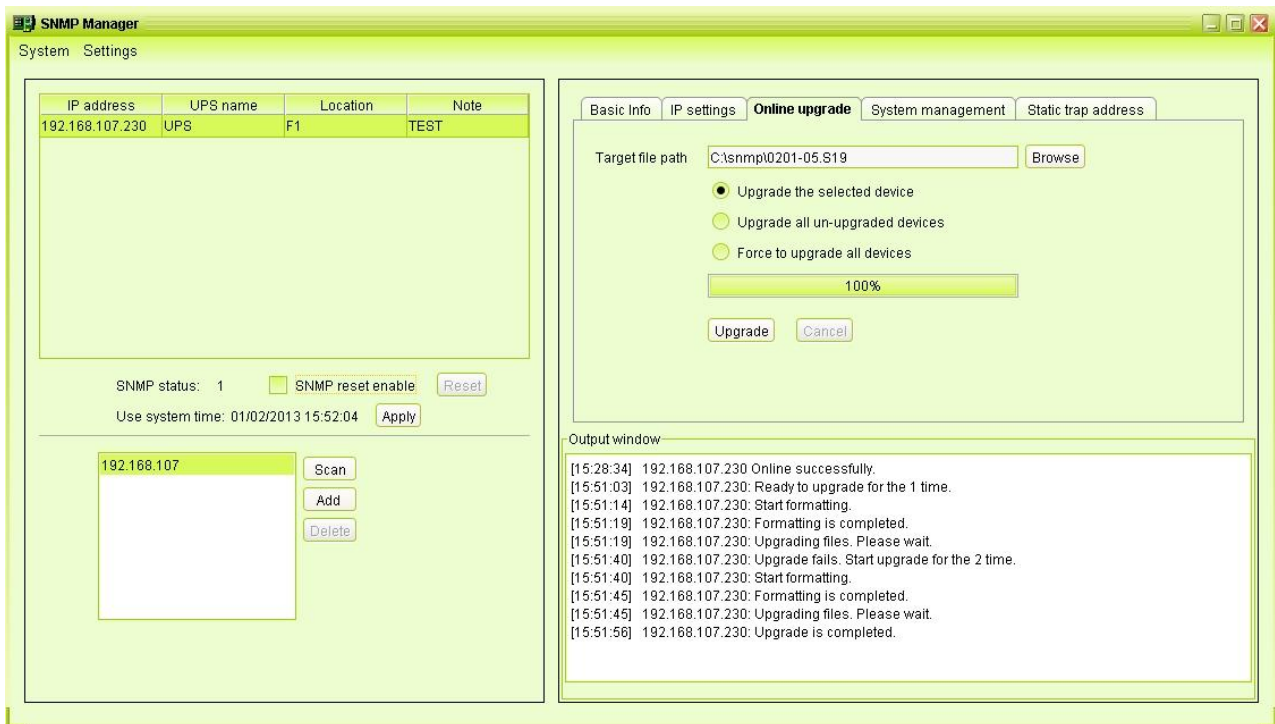 SNMP Manager
System Settings
IP address UPS name Location Note
192.168.107.230 UPS F1 TEST
SNMP status: 1 SNMP reset enable Reset
Use system time: 01/02/2013 15:52:04 Apply
192.168.107
Scan
Add
Delete
Basic Info IP settings Online upgrade System management Static trap address
Target file path C:\snmp\0201-05.S19 Browse
Upgrade the selected device
Upgrade all un-upgraded devices
Force to upgrade all devices
100%
Upgrade Cancel
Output window
[15:28:34] 192.168.107.230 Online successfully.
[15:51:03] 192.168.107.230: Ready to upgrade for the 1 time.
[15:51:14] 192.168.107.230: Start formatting.
[15:51:19] 192.168.107.230: Formatting is completed.
[15:51:19] 192.168.107.230: Upgrading files. Please wait.
[15:51:40] 192.168.107.230: Upgrade fails. Start upgrade for the 2 time.
[15:51:40] 192.168.107.230: Start formatting.
[15:51:45] 192.168.107.230: Formatting is completed.
[15:51:45] 192.168.107.230: Upgrading files. Please wait.
[15:51:56] 192.168.107.230: Upgrade is completed.